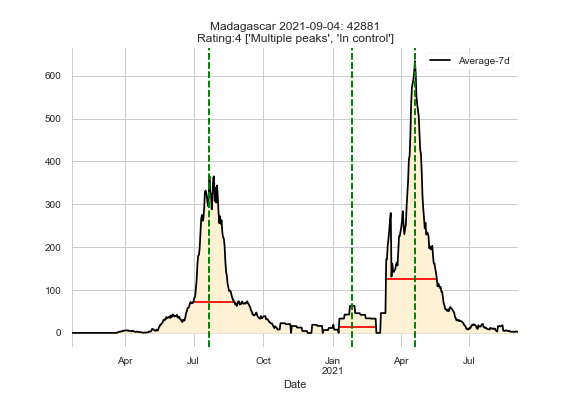 Madagascar 2021-09-04: 42881
Rating:4 ['Multiple peaks', 'In control']
Average-7d
600
500
400
300
200
100
0
Apr Jul Oct Jan Apr Jul
2021
Date